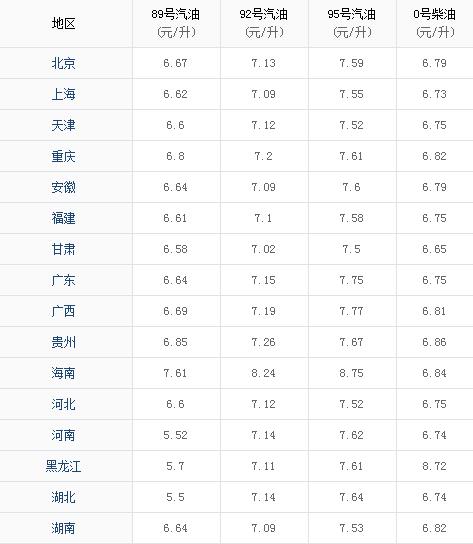 地区 89号汽油 92号汽油 95号汽油 0号柴油
(元/升) (元/升) (元/升) (元/升)
北京 6.67 7.13 7.59 6.79
上海 6.62 7.09 7.55 6.73
天津 6.6 7.12 7.52 6.75
重庆 6.8 7.2 7.61 6.82
安徽 6.64 7.09 7.6 6.79
福建 6.61 7.1 7.58 6.75
甘肃 6.58 7.02 7.5 6.65
广东 6.64 7.15 7.75 6.75
广西 6.69 7.19 7.77 6.81
贵州 6.85 7.26 7.67 6.86
海南 7.61 8.24 8.75 6.84
河北 6.6 7.12 7.52 6.75
河南 5.52 7.14 7.62 6.74
黑龙江 5.7 7.11 7.61 8.72
湖北 5.5 7.14 7.64 6.74
湖南 6.64 7.09 7.53 6.82